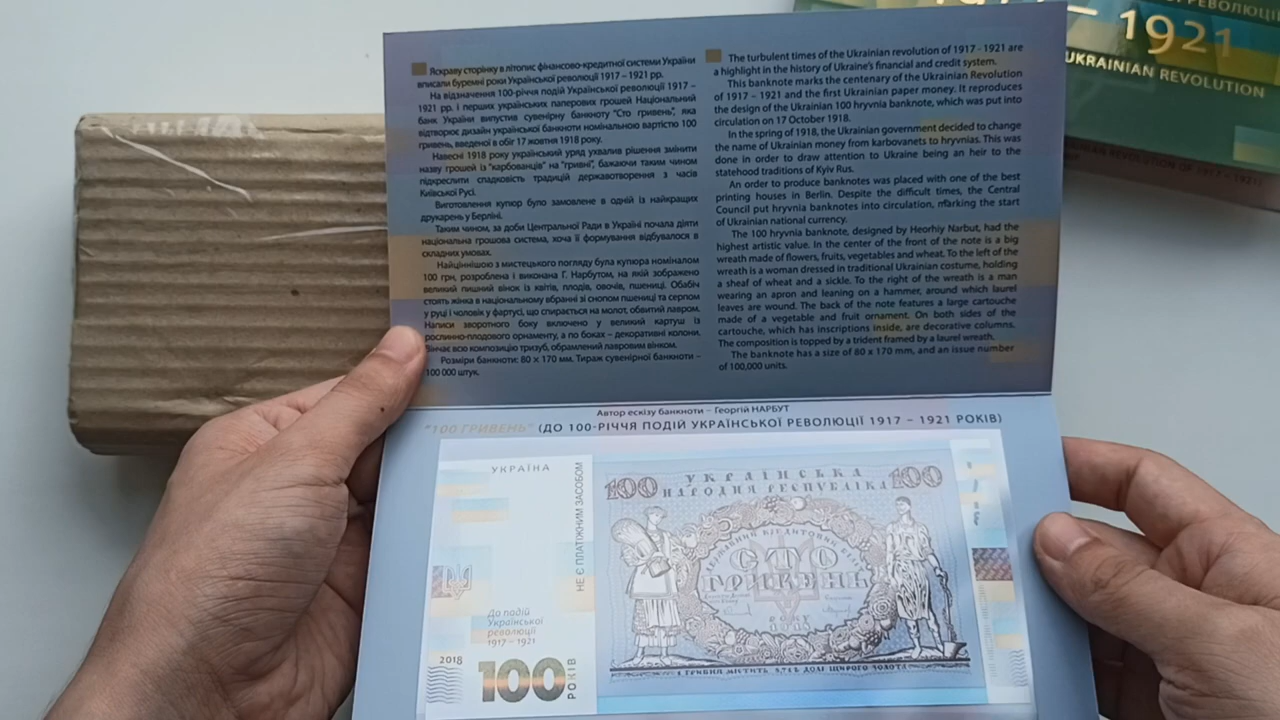 РЕВОЛЮЦІЇ
1917 – 1921
UKRAINIAN REVOLUTION
Яскраву сторінку в літопис фінансово-кредитної системи України
вписали буремні роки Української революції 1917 – 1921 рр.
На відзначення 100-річчя подій Української революції 1917 –
1921 рр. і перших українських паперових грошей Національний
банк України випустив сувенірну банкноту "Сто гривень", яка
відтворює дизайн української банкноти номінальною вартістю 100
гривень, введеної в обіг 17 жовтня 1918 року.
Навесні 1918 року український уряд ухвалив рішення змінити
назву грошей із "карбованців" на "гривні", бажаючи таким чином
підкреслити спадковість традицій державотворення з часів
Київської Русі.
Виготовлення купюр було замовлене в одній із найкращих
друкарень у Берліні.
Таким чином, за доби Центральної Ради в Україні почала діяти
національна грошова система, хоча її формування відбувалося в
складних умовах.
Найціннішою з мистецького погляду була купюра номіналом
100 грн, розроблена і виконана Г. Нарбутом, на якій зображено
великий пишний вінок із квітів, плодів, овочів, пшениці. Обабіч
стоять жінка в національному вбранні зі снопом пшениці та серпом
у руці і чоловік у фартусі, що спирається на молот, обвитий лавром.
Написи зворотного боку включено у великий картуш із
рослинно-плодового орнаменту, а по боках – декоративні колони.
Вінчає всю композицію тризуб, обрамлений лавровим вінком.
Розміри банкноти: 80 × 170 мм. Тираж сувенірної банкноти –
100 000 штук.
The turbulent times of the Ukrainian revolution of 1917 - 1921 are
a highlight in the history of Ukraine's financial and credit system.
This banknote marks the centenary of the Ukrainian Revolution
of 1917 – 1921 and the first Ukrainian paper money. It reproduces
the design of the Ukrainian 100 hryvnia banknote, which was put into
circulation on 17 October 1918.
In the spring of 1918, the Ukrainian government decided to change
the name of Ukrainian money from karbovanets to hryvnias. This was
done in order to draw attention to Ukraine being an heir to the
statehood traditions of Kyiv Rus.
An order to produce banknotes was placed with one of the best
printing houses in Berlin. Despite the difficult times, the Central
Council put hryvnia banknotes into circulation, marking the start
of Ukrainian national currency.
The 100 hryvnia banknote, designed by Heorhiy Narbut, had the
highest artistic value. In the center of the front of the note is a big
wreath made of flowers, fruits, vegetables and wheat. To the left of the
wreath is a woman dressed in traditional Ukrainian costume, holding
a sheaf of wheat and a sickle. To the right of the wreath is a man
wearing an apron and leaning on a hammer, around which laurel
leaves are wound. The back of the note features a large cartouche
made of a vegetable and fruit ornament. On both sides of the
cartouche, which has inscriptions inside, are decorative columns.
The composition is topped by a trident framed by a laurel wreath.
The banknote has a size of 80 x 170 mm, and an issue number
of 100,000 units.
Автор ескізу банкноти – Георгій НАРБУТ
"100 ГРИВЕНЬ" (ДО 100-РІЧЧЯ ПОДІЙ УКРАЇНСЬКОЇ РЕВОЛЮЦІЇ 1917 – 1921 РОКІВ)
УКРАЇНА
НЕ Є ПЛАТІЖНИМ ЗАСОБОМ
До подій
Української
революції
1917 – 1921
2018
100 РОКІВ
100 УКРАЇНСЬКА 100
НАРОДНЯ РЕСПУБЛІКА
ДЕРЖАВНИЙ КРЕДИТОВИЙ БІЛЕТ
СТО
ГРИВЕНЬ
1 ГРИВНЯ МІСТИТЬ 8,712 ДОЛІ ЩИРОГО ЗОЛОТА